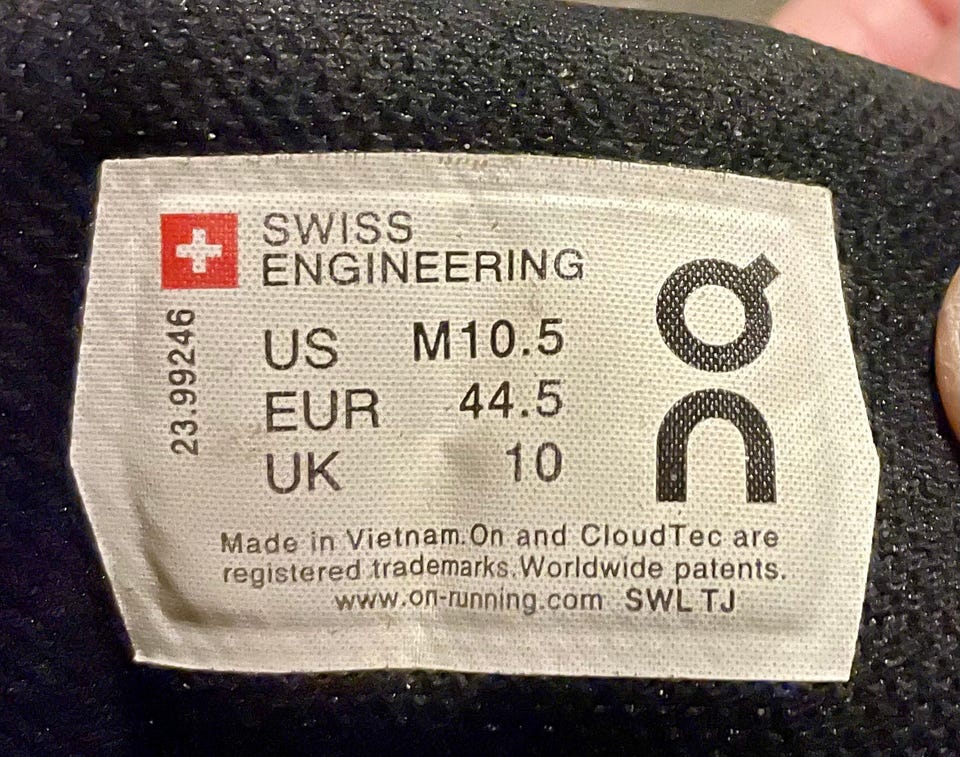 SWISS
ENGINEERING
23.99246
US M10.5
EUR 44.5
UK 10
On
Made in Vietnam.On and CloudTec are
registered trademarks.Worldwide patents.
www.on-running.com SWL TJ